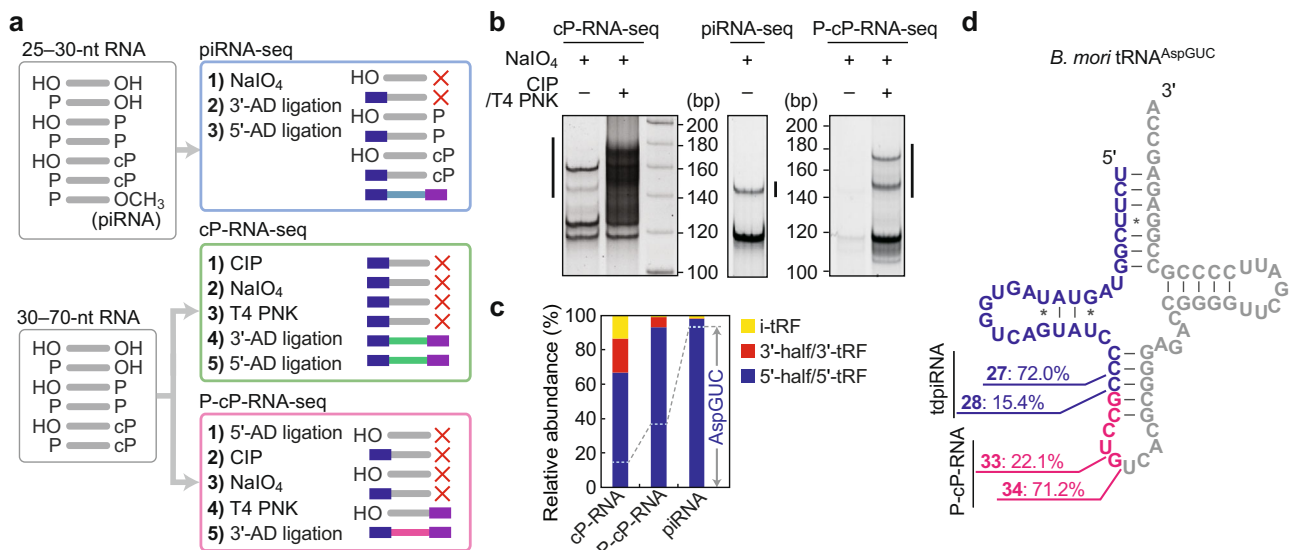 a
25–30-nt RNA
HO OH
P OH
HO P
P P
HO cP
P cP
P OCH3
(piRNA)
piRNA-seq
1) NaIO4
2) 3'-AD ligation
3) 5'-AD ligation
HO
HO P
P
HO cP
cP
30–70-nt RNA
HO OH
P OH
HO P
P P
HO cP
P cP
cP-RNA-seq
1) CIP
2) NaIO4
3) T4 PNK
4) 3'-AD ligation
5) 5'-AD ligation
P-cP-RNA-seq
1) 5'-AD ligation
2) CIP
3) NaIO4
4) T4 PNK
5) 3'-AD ligation
HO
HO
HO
b
cP-RNA-seq piRNA-seq P-cP-RNA-seq
NaIO4 + + + + +
CIP
/T4 PNK − + (bp) − (bp) − +
200
180
160
140
120
100
200
180
160
140
120
100
c
Relative abundance (%)
100
80
60
40
20
0
cP-RNA
P-cP-RNA
piRNA
AspGUC
i-tRF
3'-half/3'-tRF
5'-half/5'-tRF
d
B. mori tRNAAspGUC
3'
5'
tdpiRNA
27: 72.0%
28: 15.4%
P-cP-RNA
33: 22.1%
34: 71.2%